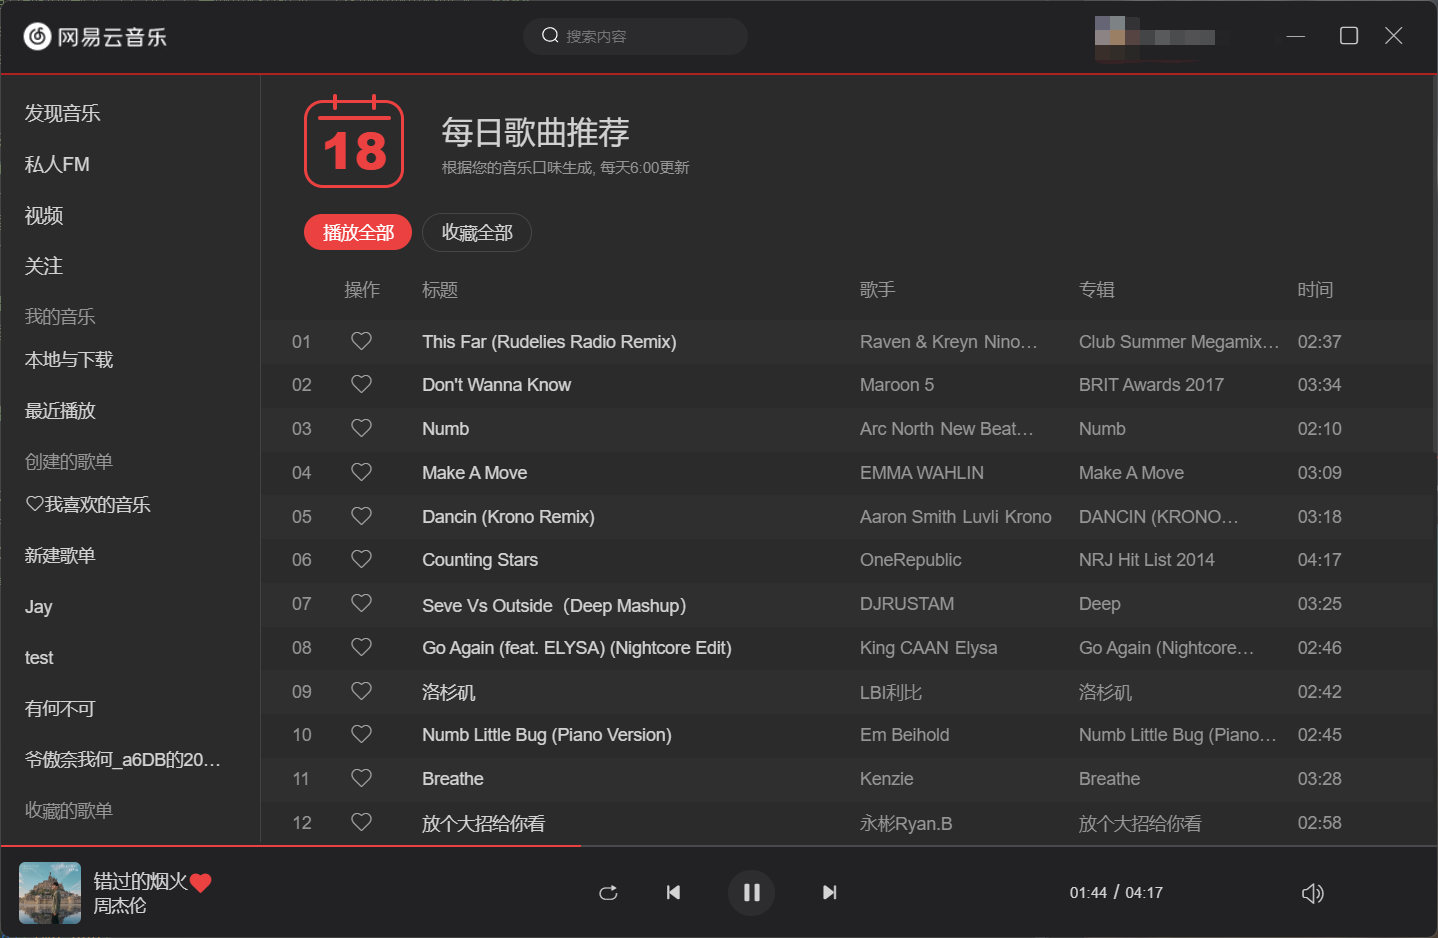 网易云音乐
搜索内容
发现音乐
私人FM
视频
关注
我的音乐
本地与下载
最近播放
创建的歌单
♡我喜欢的音乐
新建歌单
Jay
test
有何不可
爷傲奈我何_a6DB的20…
收藏的歌单
18
每日歌曲推荐
根据您的音乐口味生成, 每天6:00更新
播放全部 收藏全部
操作 标题 歌手 专辑 时间
01 This Far (Rudelies Radio Remix) Raven & Kreyn Nino… Club Summer Megamix… 02:37
02 Don't Wanna Know Maroon 5 BRIT Awards 2017 03:34
03 Numb Arc North New Beat… Numb 02:10
04 Make A Move EMMA WAHLIN Make A Move 03:09
05 Dancin (Krono Remix) Aaron Smith Luvli Krono DANCIN (KRONO… 03:18
06 Counting Stars OneRepublic NRJ Hit List 2014 04:17
07 Seve Vs Outside（Deep Mashup） DJRUSTAM Deep 03:25
08 Go Again (feat. ELYSA) (Nightcore Edit) King CAAN Elysa Go Again (Nightcore… 02:46
09 洛杉矶 LBI利比 洛杉矶 02:42
10 Numb Little Bug (Piano Version) Em Beihold Numb Little Bug (Piano… 02:45
11 Breathe Kenzie Breathe 03:28
12 放个大招给你看 永彬Ryan.B 放个大招给你看 02:58
错过的烟火
周杰伦
01:44 / 04:17